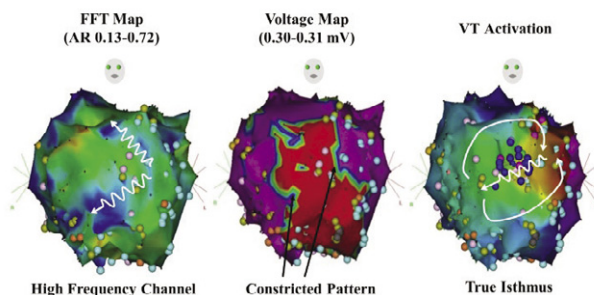 FFT Map
(AR 0.13-0.72)
Voltage Map
(0.30-0.31 mV)
VT Activation
High Frequency Channel
Constricted Pattern
True Isthmus